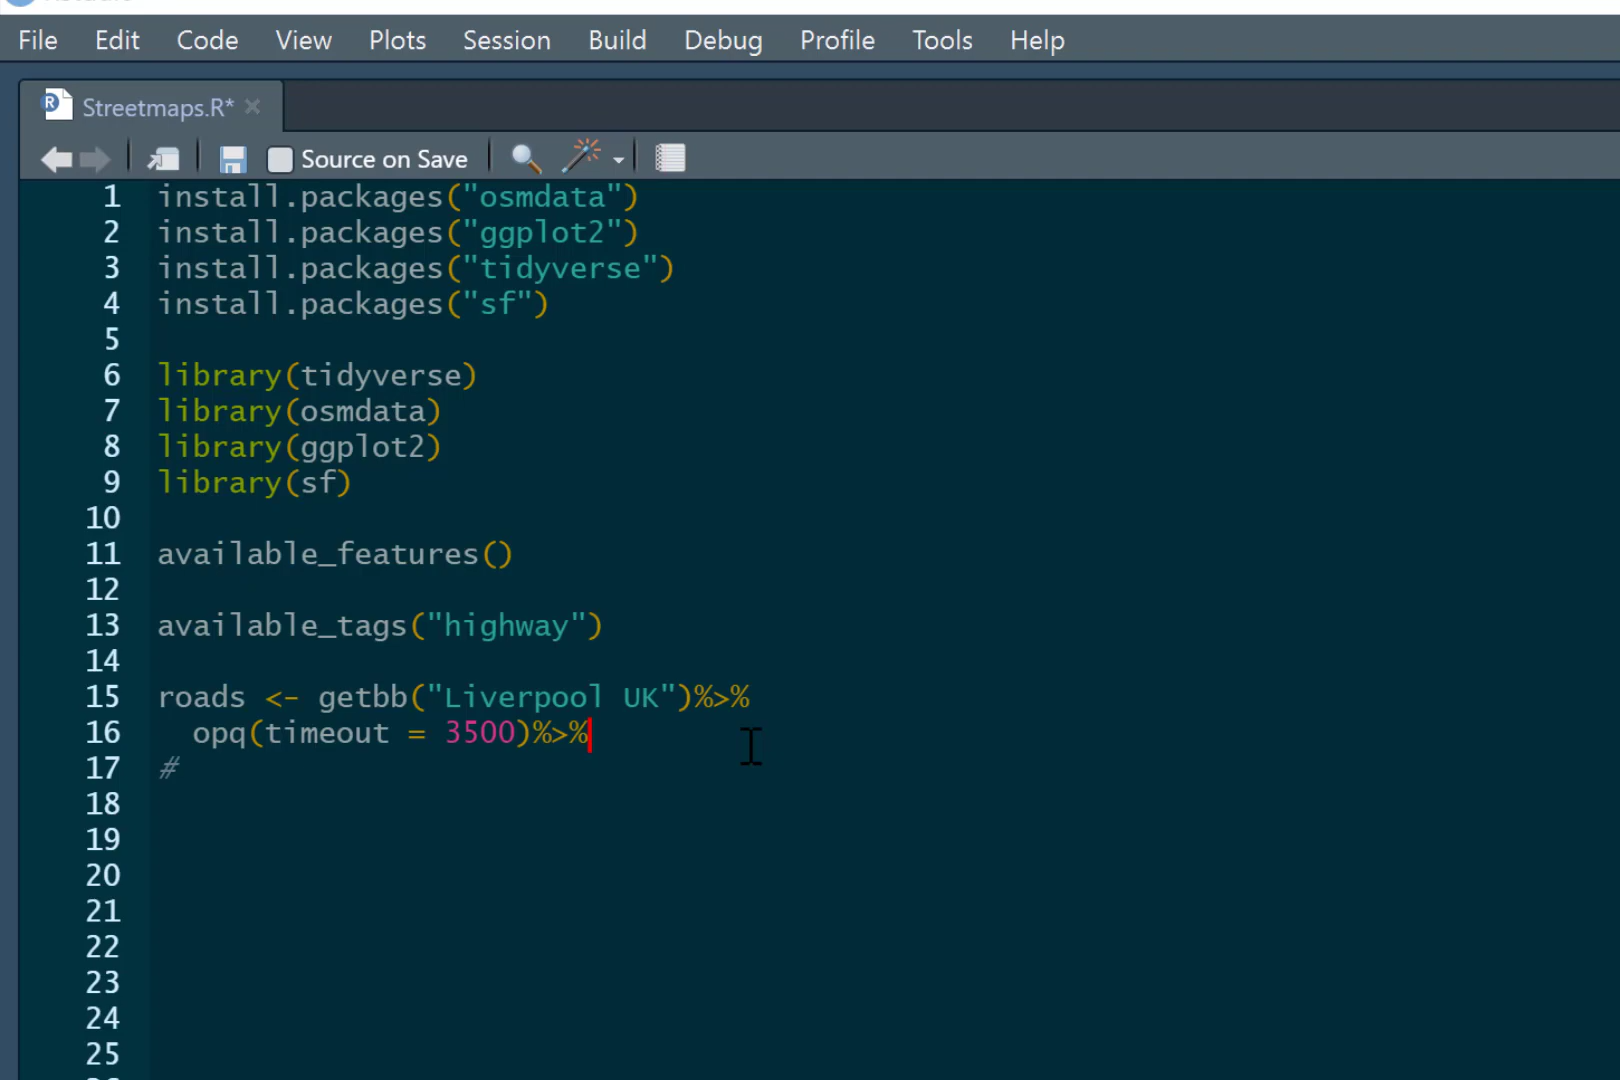 File Edit Code View Plots Session Build Debug Profile Tools Help
Streetmaps.R*
Source on Save
1 install.packages("osmdata")
2 install.packages("ggplot2")
3 install.packages("tidyverse")
4 install.packages("sf")
5
6 library(tidyverse)
7 library(osmdata)
8 library(ggplot2)
9 library(sf)
10
11 available_features()
12
13 available_tags("highway")
14
15 roads <- getbb("Liverpool UK")%>%
16 opq(timeout = 3500)%>%
17 #
18
19
20
21
22
23
24
25